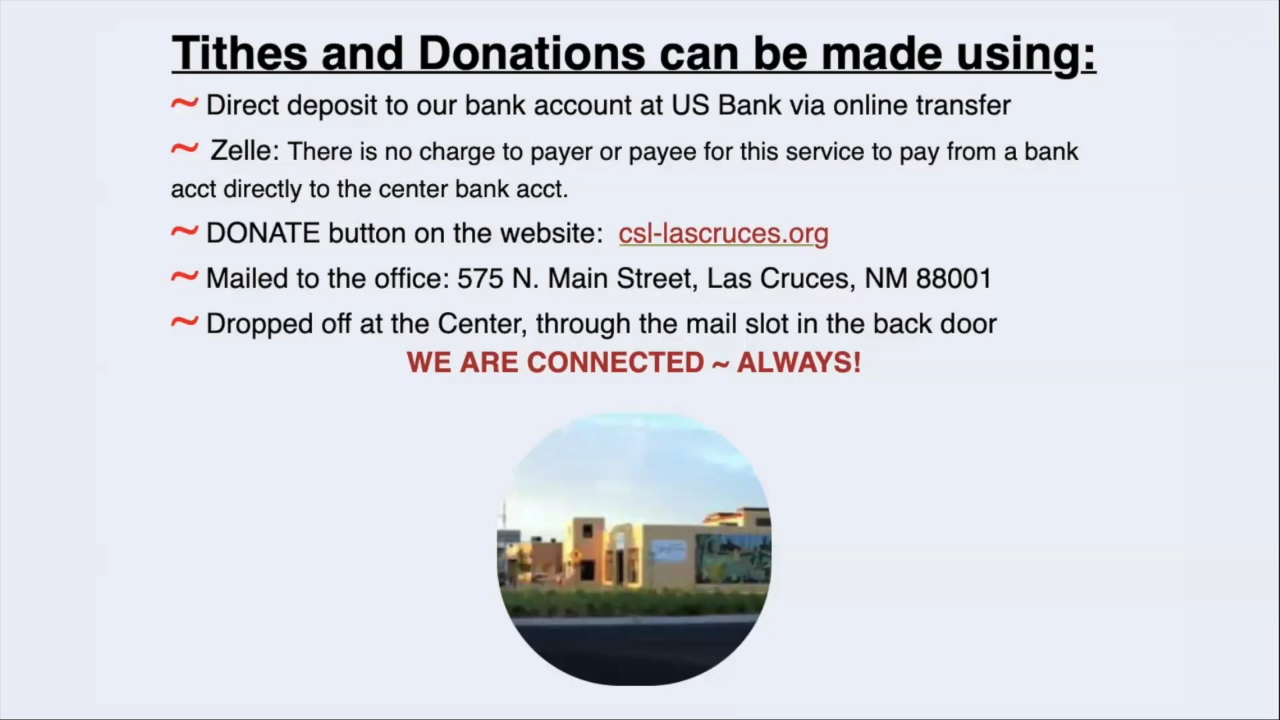 Tithes and Donations can be made using:
~ Direct deposit to our bank account at US Bank via online transfer
~ Zelle: There is no charge to payer or payee for this service to pay from a bank
acct directly to the center bank acct.
~ DONATE button on the website: csl-lascruces.org
~ Mailed to the office: 575 N. Main Street, Las Cruces, NM 88001
~ Dropped off at the Center, through the mail slot in the back door
WE ARE CONNECTED ~ ALWAYS!